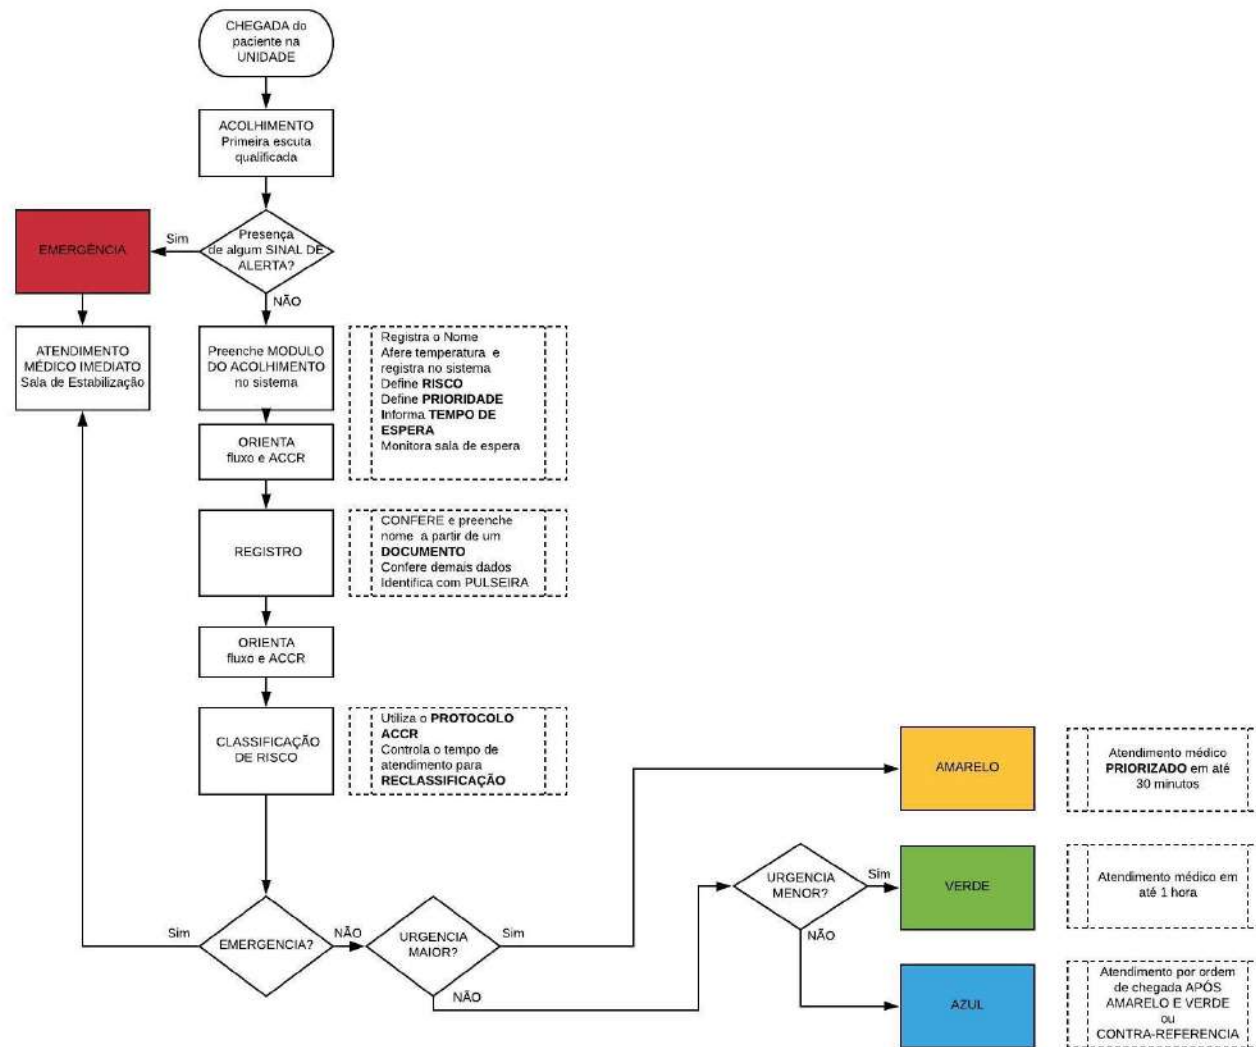 CHEGADA do
paciente na
UNIDADE
ACOLHIMENTO
Primeira escuta
qualificada
Presença
de algum SINAL DE
ALERTA?
Sim
EMERGÊNCIA
NÃO
ATENDIMENTO
MÉDICO IMEDIATO
Sala de Estabilização
Preenche MODULO
DO ACOLHIMENTO
no sistema
Registra o Nome
Afere temperatura e
registra no sistema
Define RISCO
Define PRIORIDADE
Informa TEMPO DE
ESPERA
Monitora sala de espera
ORIENTA
fluxo e ACCR
REGISTRO
CONFERE e preenche
nome a partir de um
DOCUMENTO
Confere demais dados
Identifica com PULSEIRA
ORIENTA
fluxo e ACCR
CLASSIFICAÇÃO
DE RISCO
Utiliza o PROTOCOLO
ACCR
Controla o tempo de
atendimento para
RECLASSIFICAÇÃO
AMARELO
Atendimento médico
PRIORIZADO em até
30 minutos
URGENCIA
MENOR?
Sim
VERDE
Atendimento médico em
até 1 hora
NÃO
Sim
EMERGENCIA?
NÃO
URGENCIA
MAIOR?
Sim
NÃO
AZUL
Atendimento por ordem
de chegada APÓS
AMARELO E VERDE
ou
CONTRA-REFERENCIA